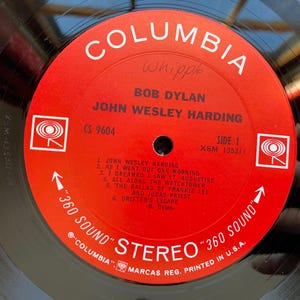 COLUMBIA
Whipple
BOB DYLAN
JOHN WESLEY HARDING
CS 9604
SIDE 1
XSM 135311
1. JOHN WESLEY HARDING
2. AS I WENT OUT ONE MORNING
3. I DREAMED I SAW ST. AUGUSTINE
4. ALL ALONG THE WATCHTOWER
5. THE BALLAD OF FRANKIE LEE
AND JUDAS PRIEST
6. DRIFTER'S ESCAPE
B. Dylan
"360 SOUND" STEREO "360 SOUND"
® "COLUMBIA" MARCAS REG. PRINTED IN U.S.A.